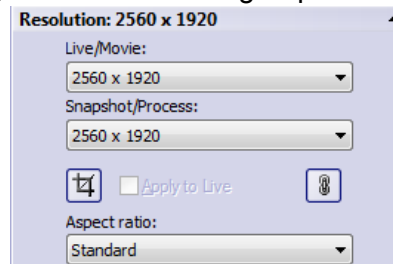 Resolution: 2560 x 1920
Live/Movie:
2560 x 1920
Snapshot/Process:
2560 x 1920
Apply to Live
Aspect ratio:
Standard